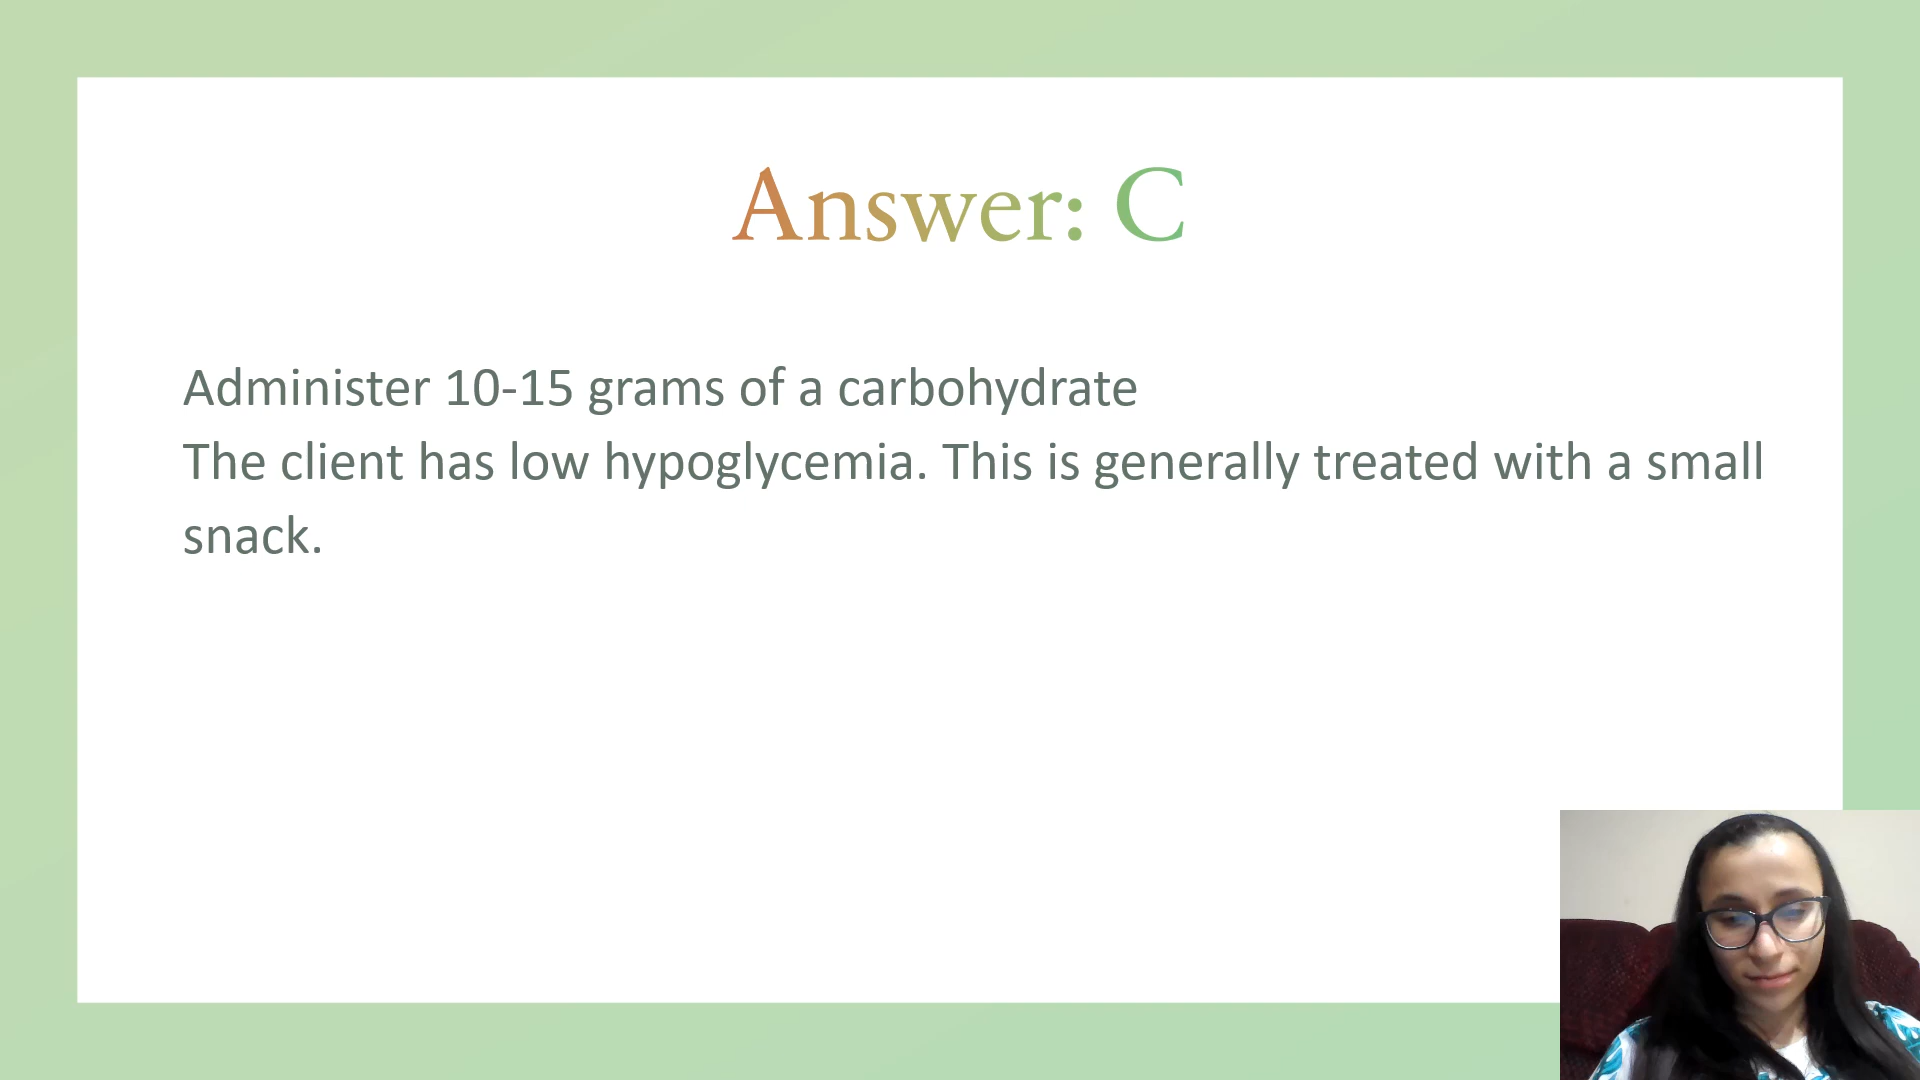 Answer: C
Administer 10-15 grams of a carbohydrate
The client has low hypoglycemia. This is generally treated with a small
snack.